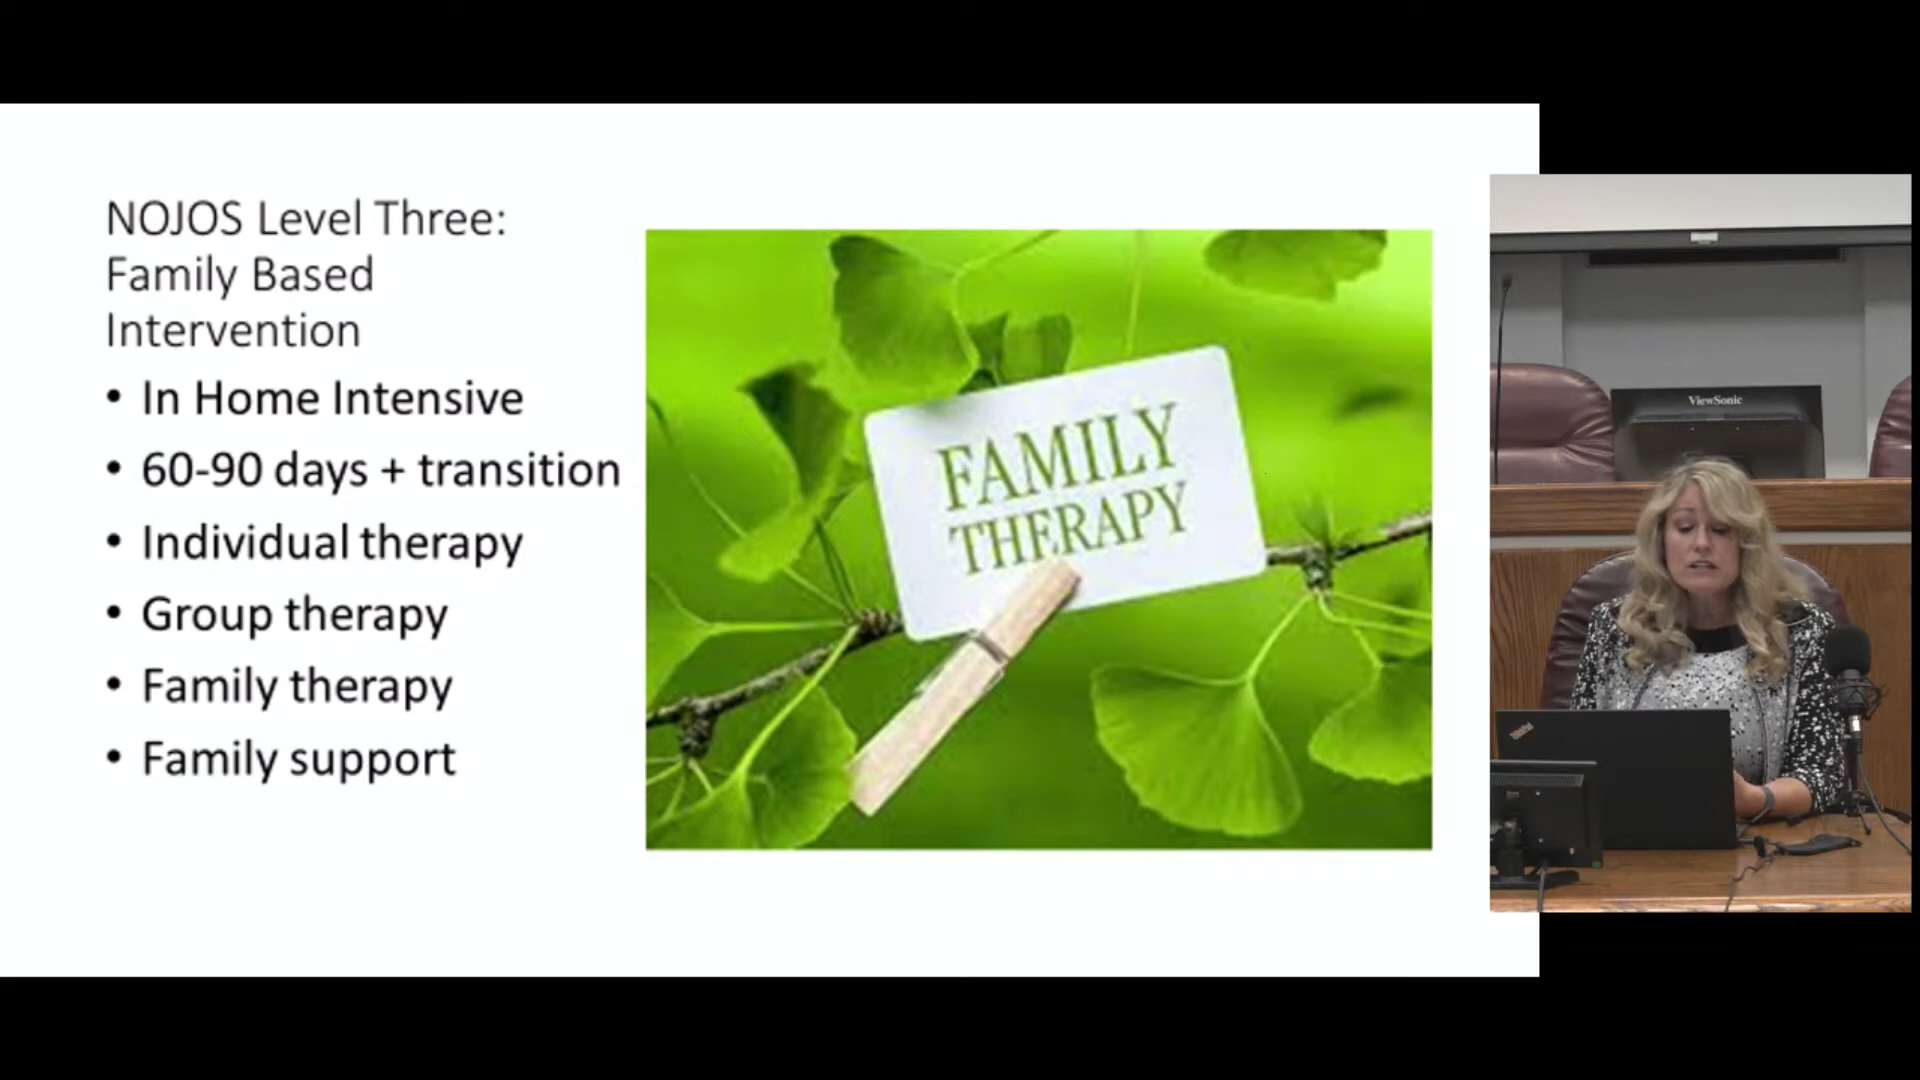 NOJOS Level Three:
Family Based
Intervention
• In Home Intensive
• 60-90 days + transition
• Individual therapy
• Group therapy
• Family therapy
• Family support
FAMILY
THERAPY
ViewSonic
ThinkPad